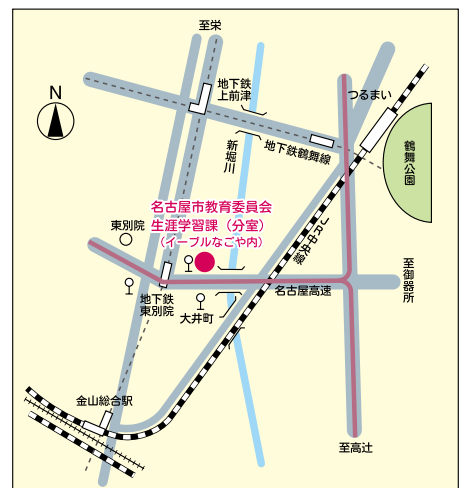 至栄
N
地下鉄
上前津
つるまい
新堀川
地下鉄鶴舞線
鶴舞公園
名古屋市教育委員会
生涯学習課（分室）
（イーブルなごや内）
東別院
JR中央線
至御器所
地下鉄
東別院
大井町
名古屋高速
金山総合駅
至高辻